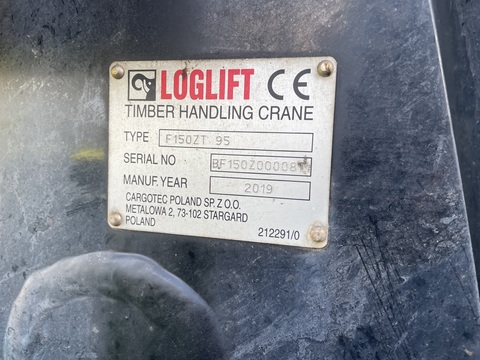 LOGLIFT CE
TIMBER HANDLING CRANE
TYPE F150ZT 95
SERIAL NO
MANUF. YEAR 2019
CARGOTEC POLAND SP. Z O.O.
METALOWA 2, 73-102 STARGARD
POLAND
212291/0